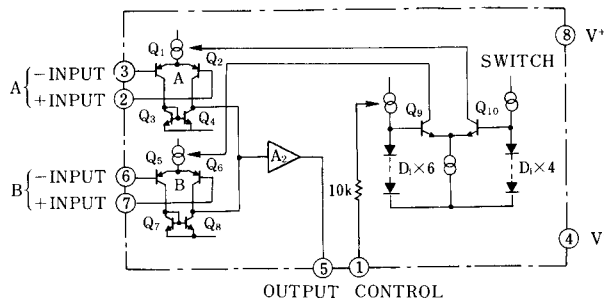 Q1 Q2
8 V+
SWITCH
A { -INPUT 3 A
+INPUT 2
Q3 Q4
Q9 Q10
Q5 Q6
A2
D1×6
D1×4
B { -INPUT 6 B
+INPUT 7
10k
Q7 Q8
4 V
5 1
OUTPUT CONTROL